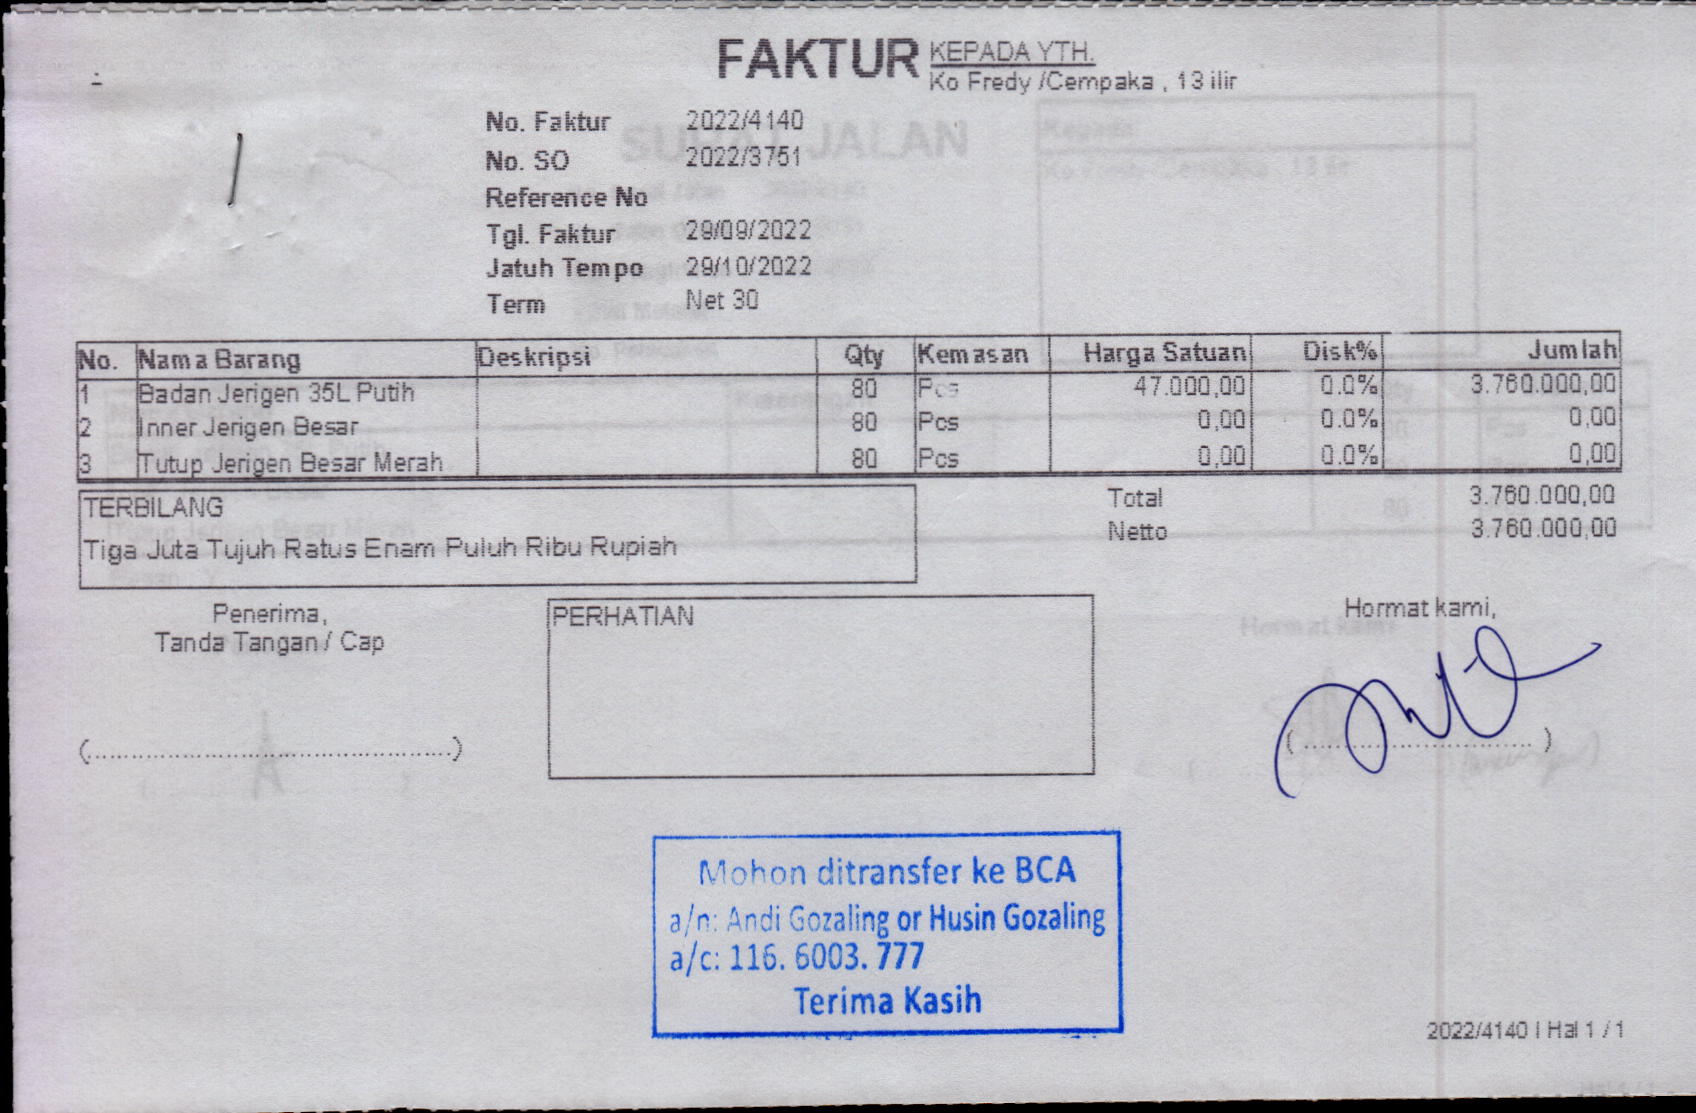 FAKTUR
KEPADA YTH.
Ko Fredy /Cempaka , 13 ilir
No. Faktur 2022/4140
No. SO 2022/3751
Reference No
Tgl. Faktur 29/09/2022
Jatuh Tempo 29/10/2022
Term Net 30
No. Nama Barang Deskripsi Qty Kemasan Harga Satuan Disk% Jumlah
1 Badan Jerigen 35L Putih 80 Pcs 47.000,00 0.0% 3.760.000,00
2 Inner Jerigen Besar 80 Pcs 0,00 0.0% 0,00
3 Tutup Jerigen Besar Merah 80 Pcs 0,00 0.0% 0,00
TERBILANG
Tiga Juta Tujuh Ratus Enam Puluh Ribu Rupiah
Total 3.760.000,00
Netto 3.760.000,00
Penerima,
Tanda Tangan / Cap
(..................................................)
PERHATIAN
Hormat kami,
( ................................ )
Mohon ditransfer ke BCA
a/n: Andi Gozaling or Husin Gozaling
a/c: 116. 6003. 777
Terima Kasih
2022/4140 | Hal 1 / 1
SURAT JALAN
Kepada
Hormat kami